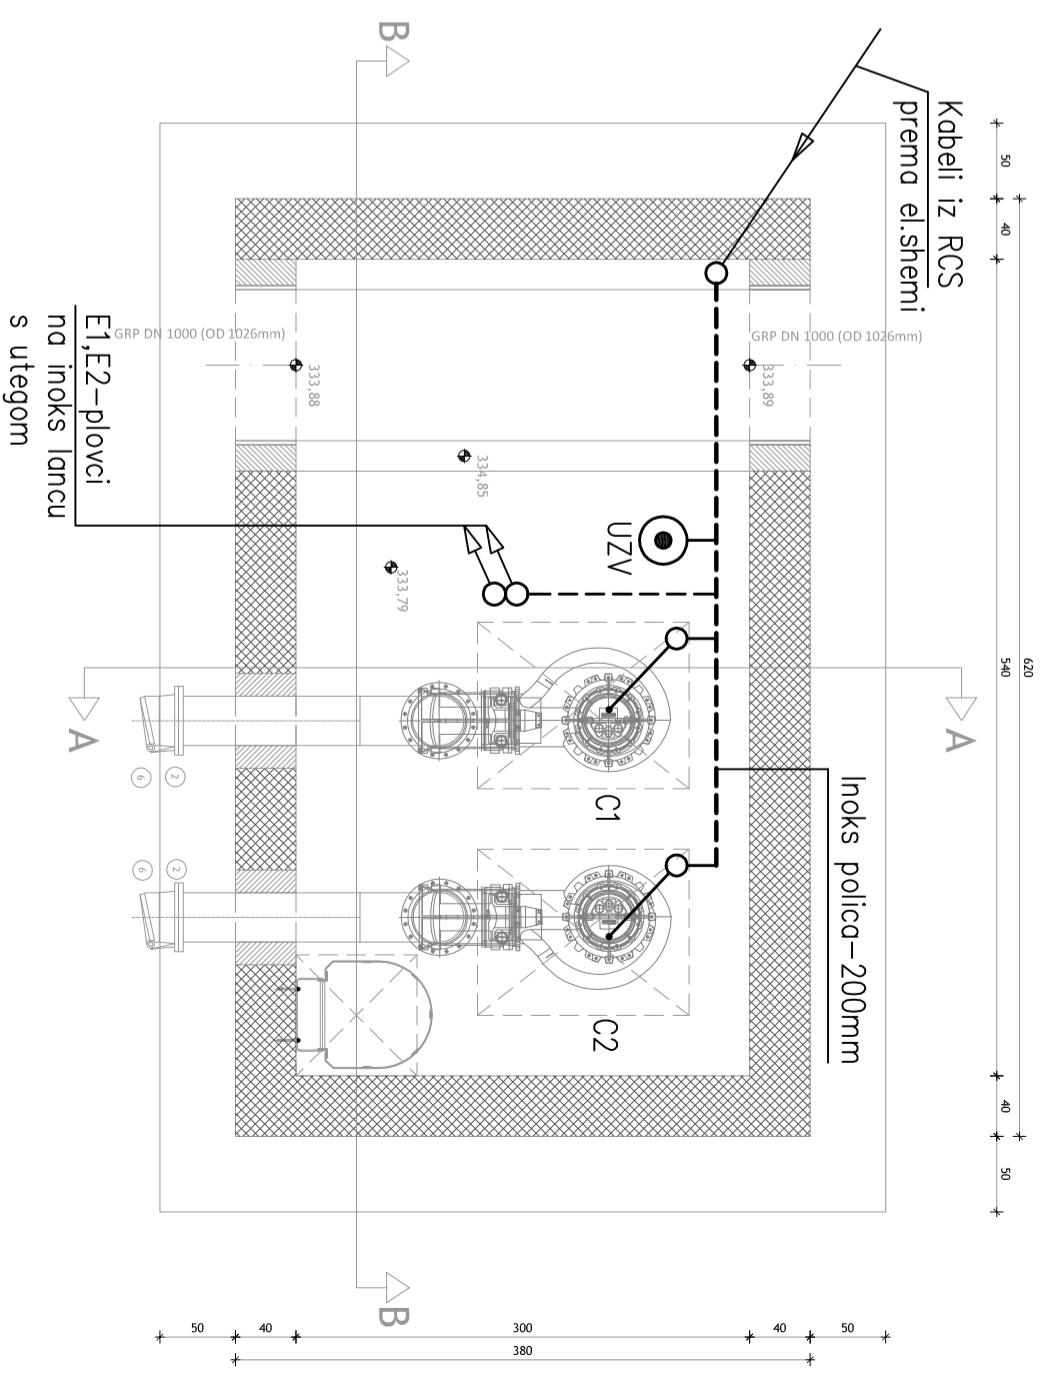 B
B
Kabeli iz RCS
prema el.shemi
GRP DN 1000 (OD 1026mm)
GRP DN 1000 (OD 1026mm)
333,88
333,89
334,85
333,79
E1,E2-plovci
na inoks lancu
s utegom
UZV
A
A
C1
C2
Inoks polica-200mm
6
2
6
2
50
40
540
620
40
50
50
40
300
40
50
380